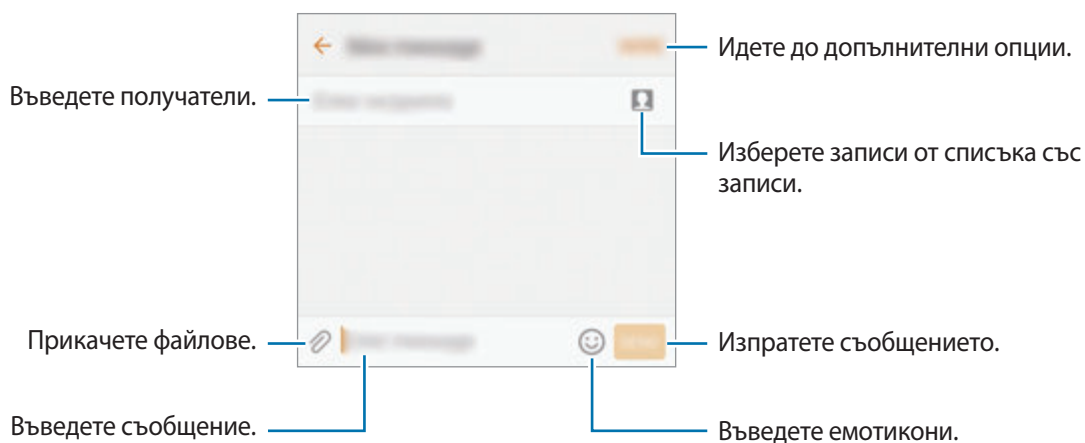 Идете до допълнителни опции.
Въведете получатели.
Изберете записи от списъка със
записи.
Прикачете файлове.
Изпратете съобщението.
Въведете съобщение.
Въведете емотикони.